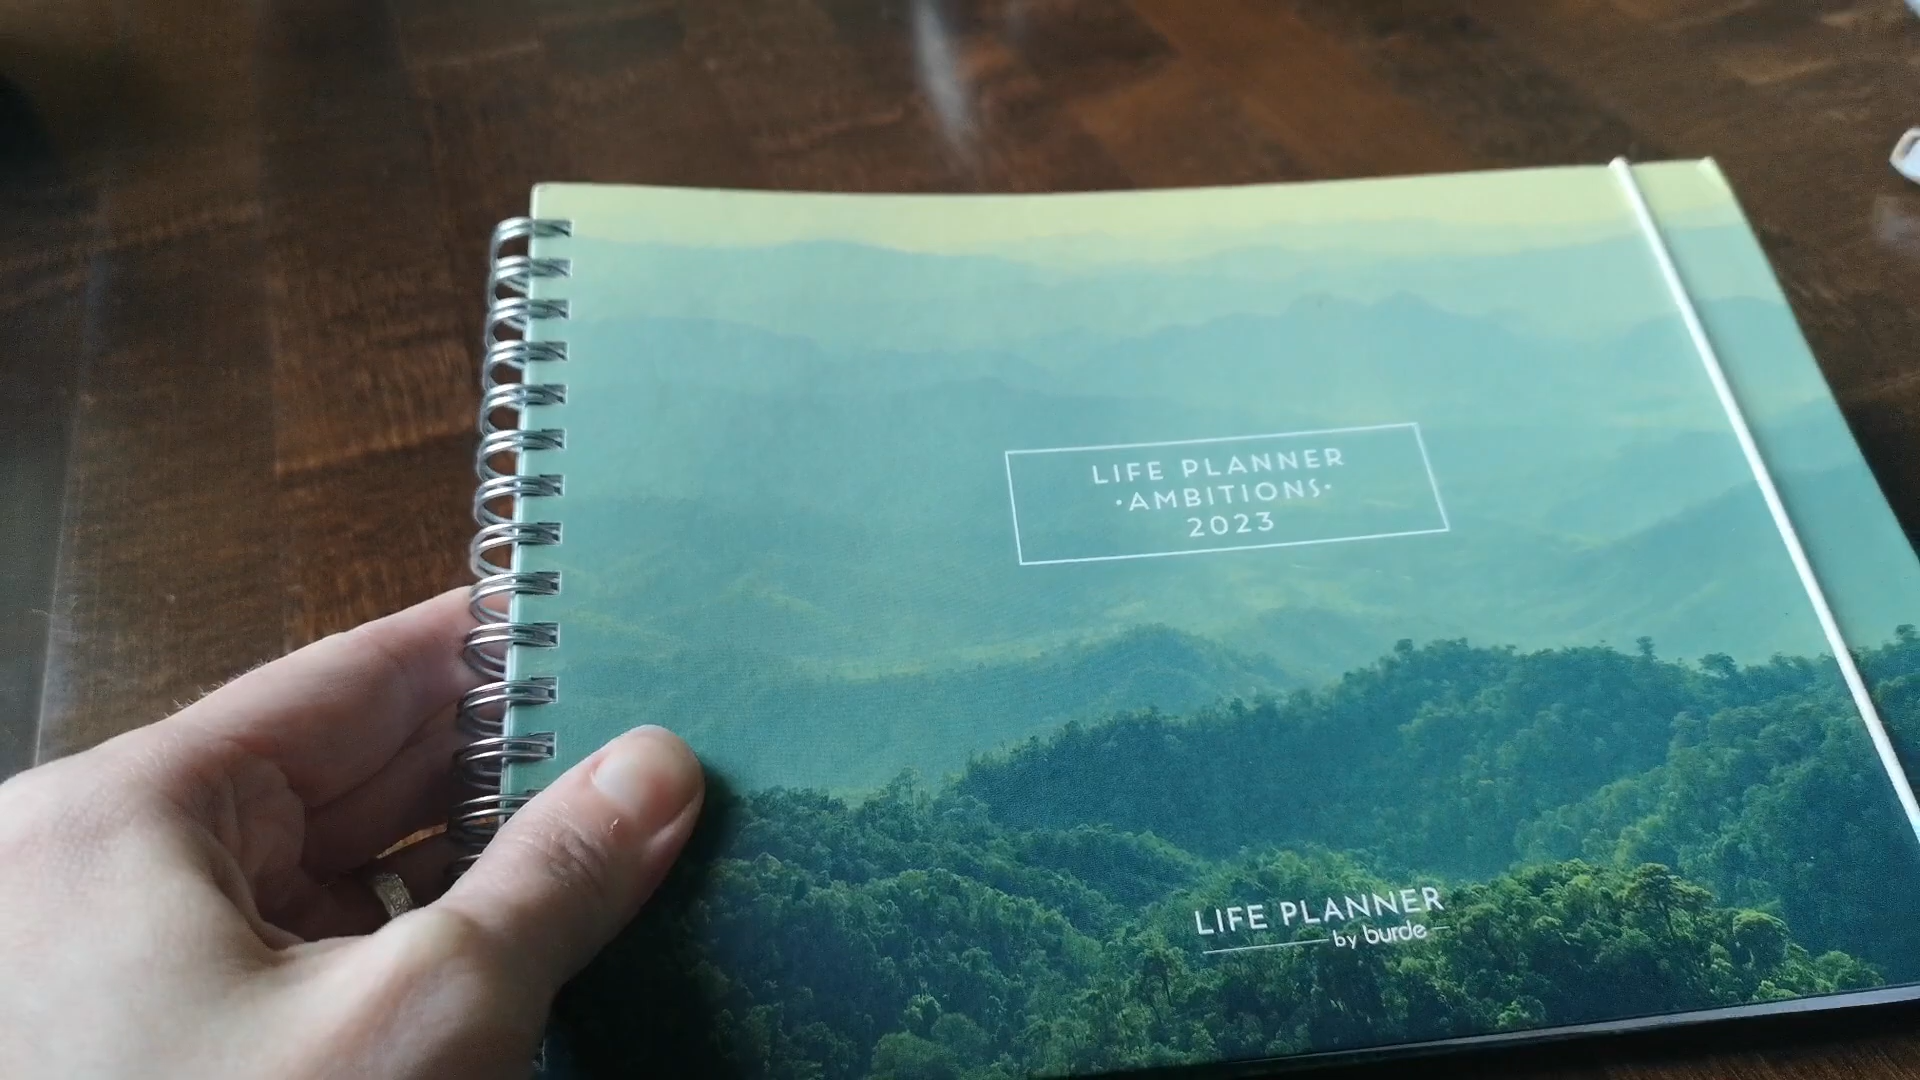 LIFE PLANNER
·AMBITIONS·
2023
LIFE PLANNER
by burde